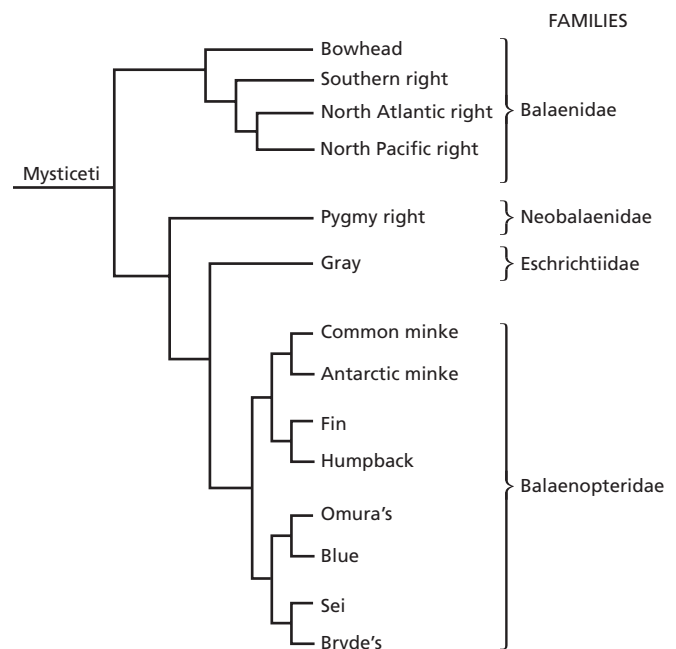 FAMILIES
Bowhead
Southern right
North Atlantic right
Balaenidae
North Pacific right
Mysticeti
Pygmy right
Neobalaenidae
Gray
Eschrichtiidae
Common minke
Antarctic minke
Fin
Humpback
Balaenopteridae
Omura's
Blue
Sei
Bryde's